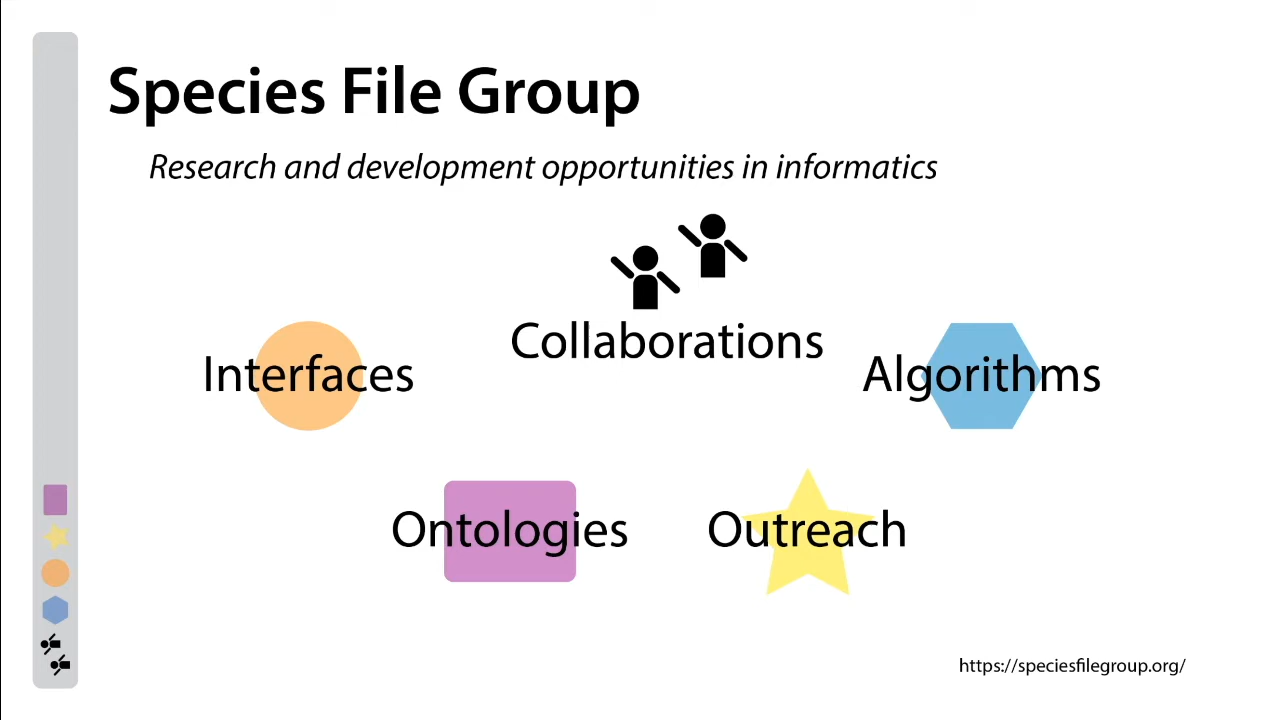 Species File Group
Research and development opportunities in informatics
Collaborations
Interfaces
Algorithms
Ontologies
Outreach
https://speciesfilegroup.org/